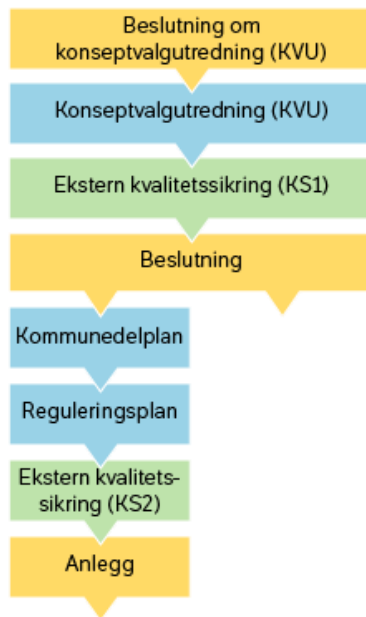 Beslutning om
konseptvalgutredning (KVU)
Konseptvalgutredning (KVU)
Ekstern kvalitetssikring (KS1)
Beslutning
Kommunedelplan
Reguleringsplan
Ekstern kvalitets-
sikring (KS2)
Anlegg